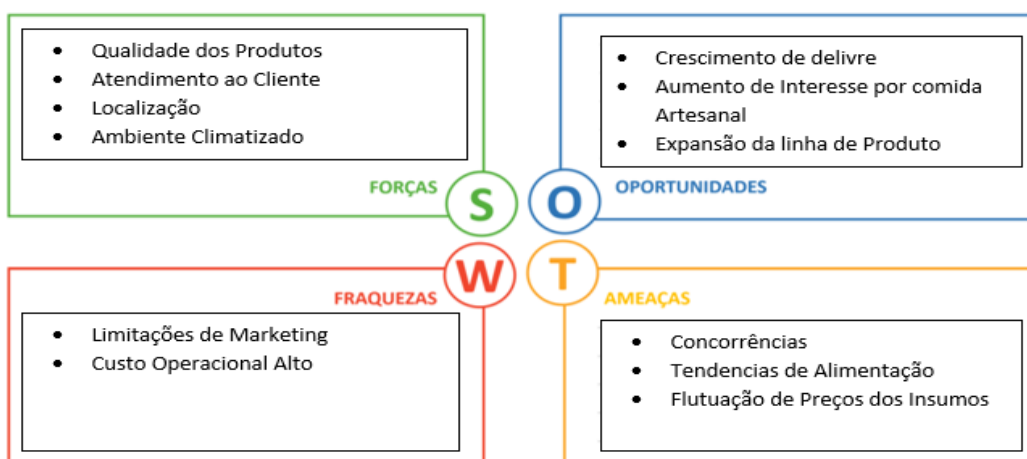 • Qualidade dos Produtos
• Atendimento ao Cliente
• Localização
• Ambiente Climatizado
FORÇAS
S
• Crescimento de delivre
• Aumento de Interesse por comida
Artesanal
• Expansão da linha de Produto
O
OPORTUNIDADES
W
FRAQUEZAS
• Limitações de Marketing
• Custo Operacional Alto
T
AMEAÇAS
• Concorrências
• Tendencias de Alimentação
• Flutuação de Preços dos Insumos